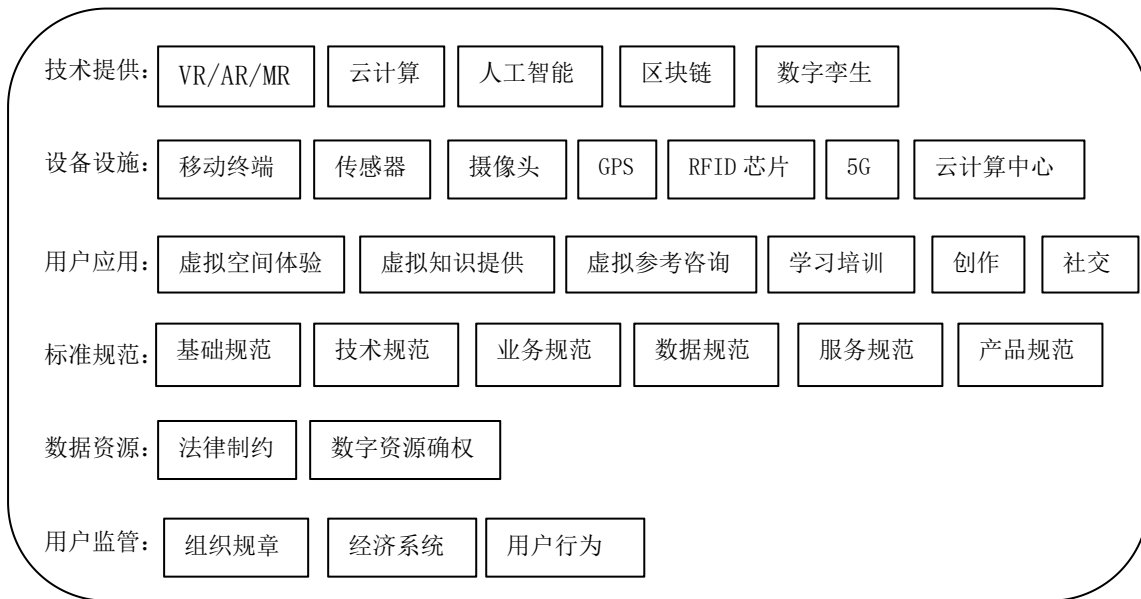 技术提供： VR/AR/MR 云计算 人工智能 区块链 数字孪生
设备设施： 移动终端 传感器 摄像头 GPS RFID 芯片 5G 云计算中心
用户应用： 虚拟空间体验 虚拟知识提供 虚拟参考咨询 学习培训 创作 社交
标准规范： 基础规范 技术规范 业务规范 数据规范 服务规范 产品规范
数据资源： 法律制约 数字资源确权
用户监管： 组织规章 经济系统 用户行为